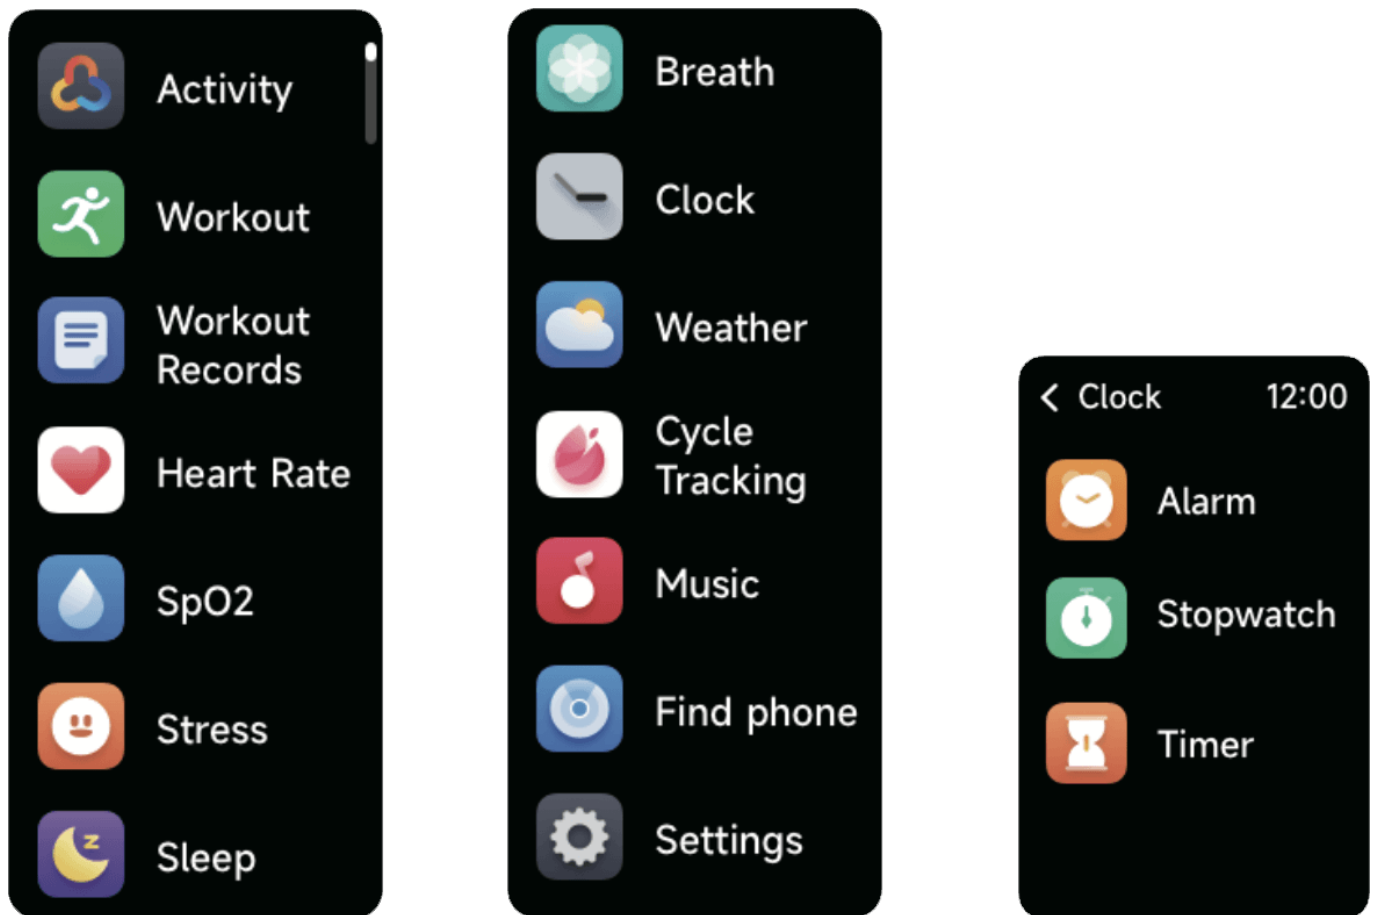 Activity
Workout
Workout
Records
Heart Rate
SpO2
Stress
z
Sleep
Breath
Clock
Weather
Cycle
Tracking
Music
Find phone
Settings
Clock 12:00
Alarm
Stopwatch
Timer